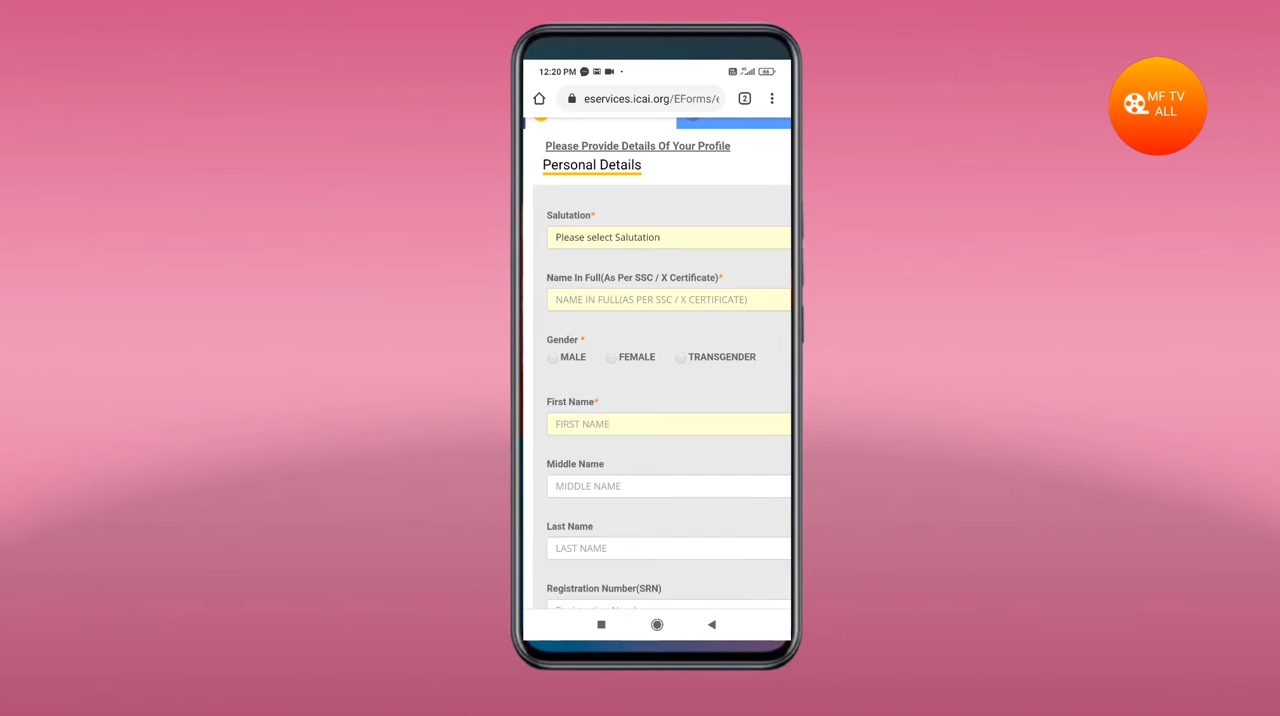 12:20 PM
66
eservices.icai.org/EForms/e
2
MF TV
ALL
Please Provide Details Of Your Profile
Personal Details
Salutation*
Please select Salutation
Name In Full(As Per SSC / X Certificate)*
NAME IN FULL(AS PER SSC / X CERTIFICATE)
Gender *
MALE FEMALE TRANSGENDER
First Name*
FIRST NAME
Middle Name
MIDDLE NAME
Last Name
LAST NAME
Registration Number(SRN)